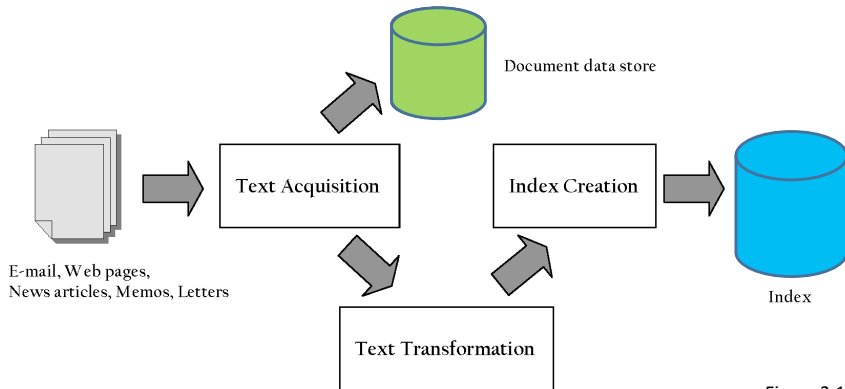 Document data store
Text Acquisition
Index Creation
E-mail, Web pages,
News articles, Memos, Letters
Index
Text Transformation